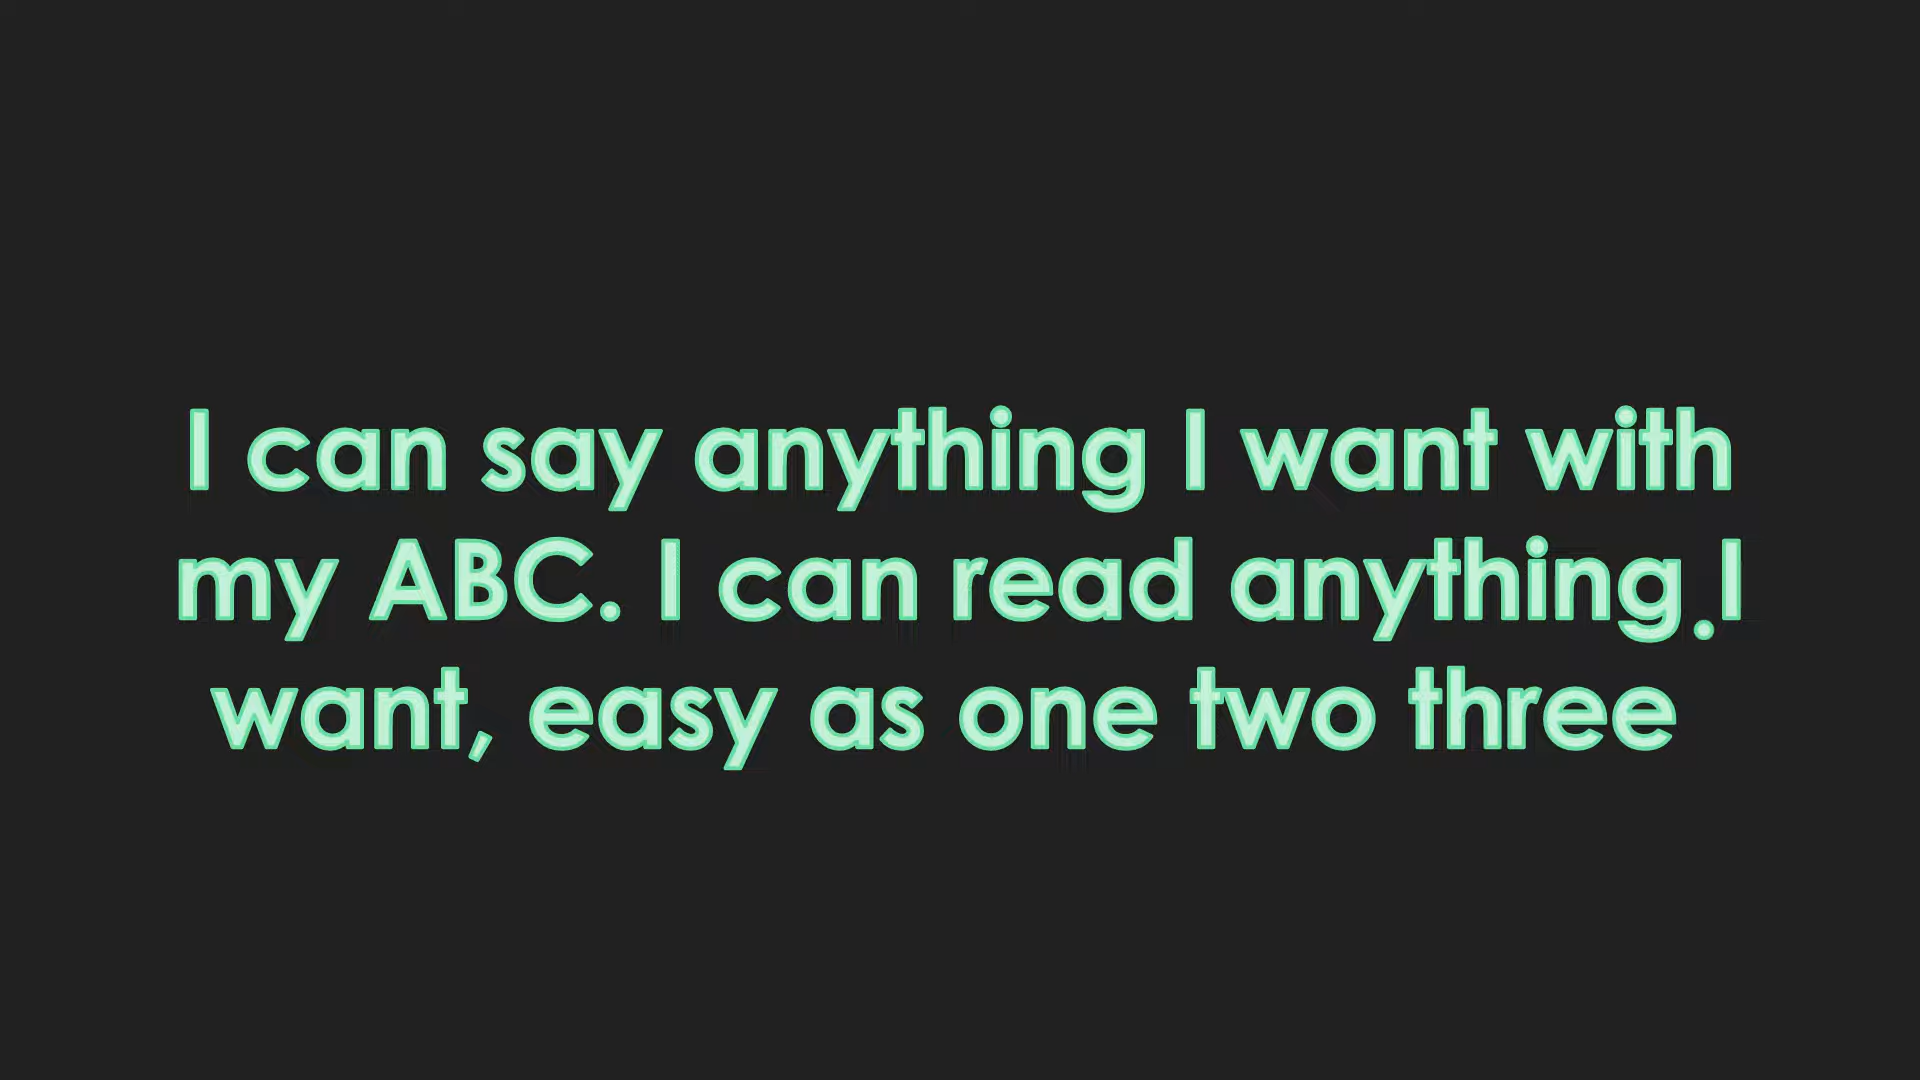 I can say anything I want with
my ABC. I can read anything.I
want, easy as one two three